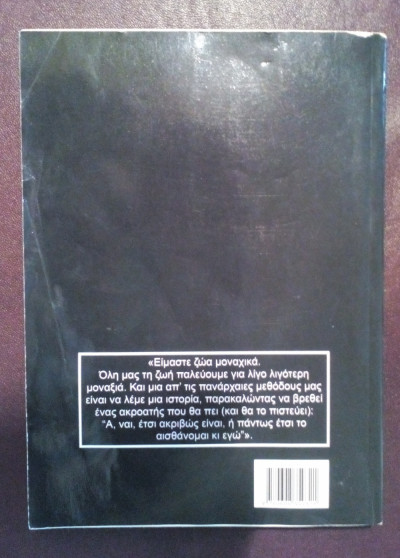 «Είμαστε ζώα μοναχικά.
Όλη μας τη ζωή παλεύουμε για λίγο λιγότερη
μοναξιά. Και μια απ' τις πανάρχαιες μεθόδους μας
είναι να λέμε μια ιστορία, παρακαλώντας να βρεθεί
ένας ακροατής που θα πει (και θα το πιστεύει):
"Α, ναι, έτσι ακριβώς είναι, ή πάντως έτσι το
αισθάνομαι κι εγώ"».